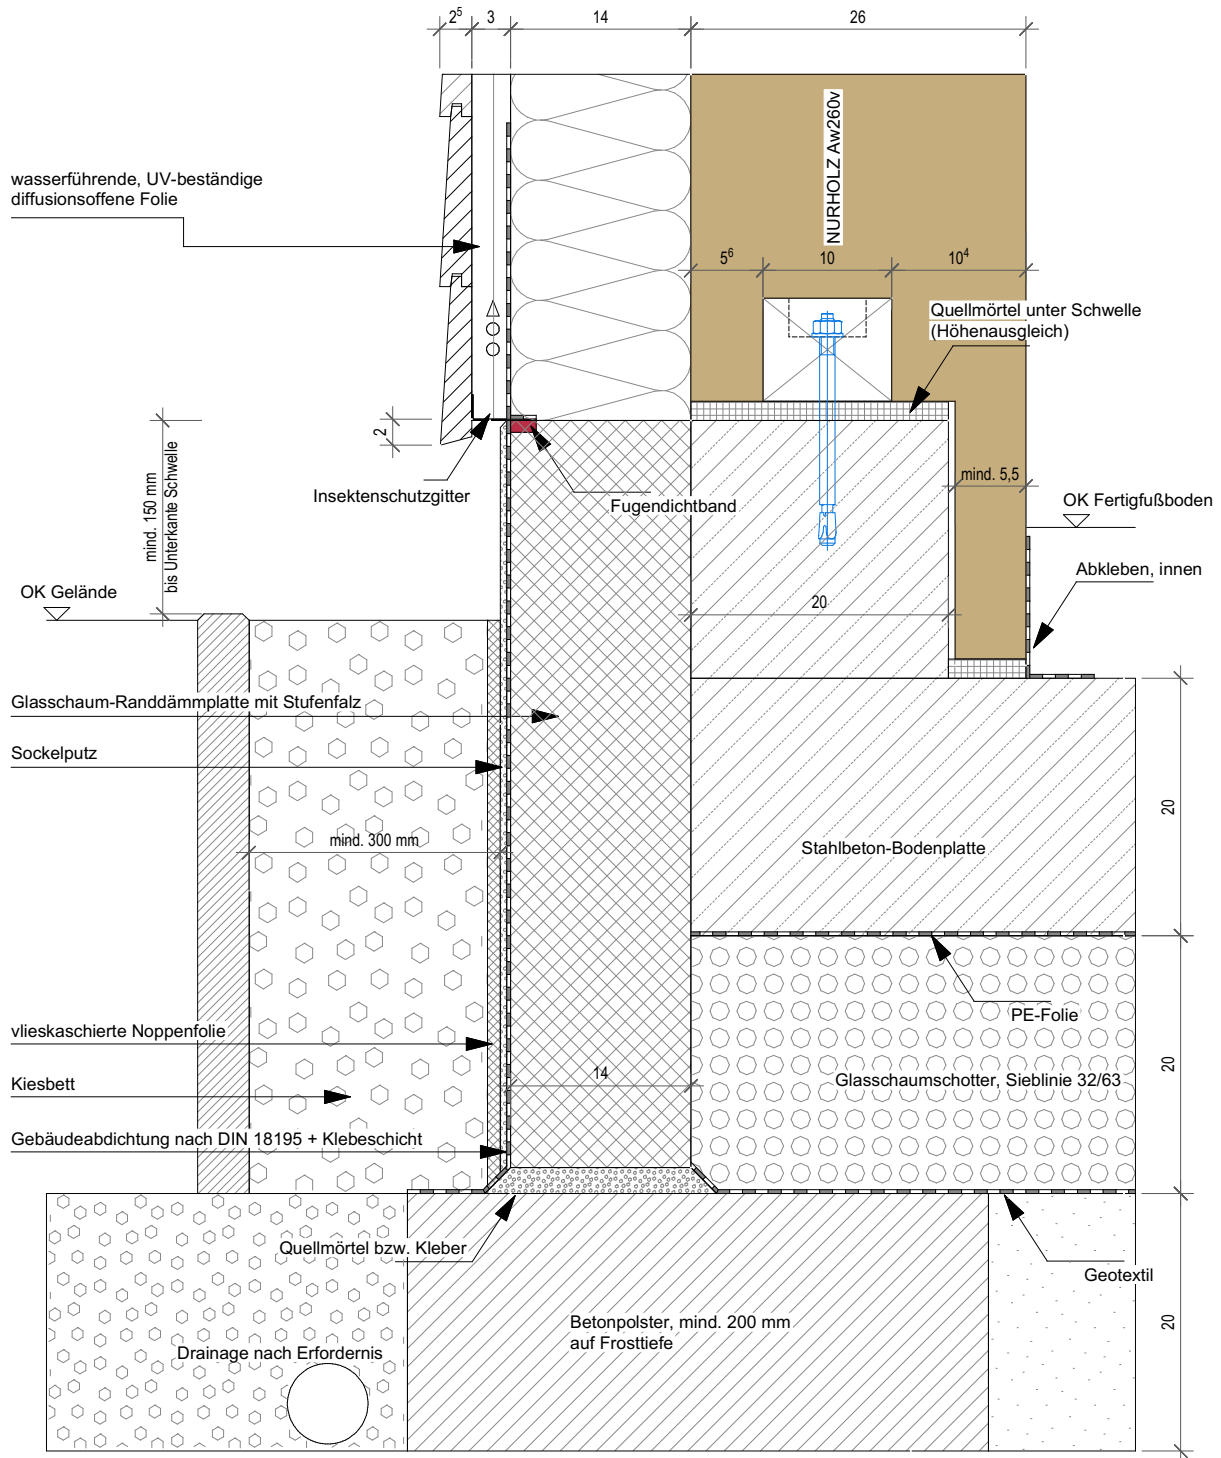 2⁵ 3 14 26
NURHOLZ Aw260v
wasserführende, UV-beständige
diffusionsoffene Folie
5⁶ 10 10⁴
Quellmörtel unter Schwelle
(Höhenausgleich)
2
mind. 150 mm
bis Unterkante Schwelle
Insektenschutzgitter
Fugendichtband
mind. 5,5
OK Fertigfußboden
Abkleben, innen
OK Gelände
20
Glasschaum-Randdämmplatte mit Stufenfalz
Sockelputz
20
mind. 300 mm
Stahlbeton-Bodenplatte
PE-Folie
vlieskaschierte Noppenfolie
20
14
Glasschaumschotter, Sieblinie 32/63
Kiesbett
Gebäudeabdichtung nach DIN 18195 + Klebeschicht
Quellmörtel bzw. Kleber
Geotextil
Betonpolster, mind. 200 mm
auf Frosttiefe
20
Drainage nach Erfordernis